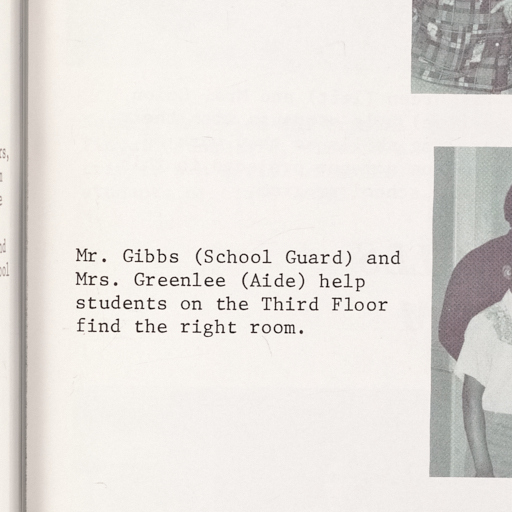 Mr. Gibbs (School Guard) and
Mrs. Greenlee (Aide) help
students on the Third Floor
find the right room.